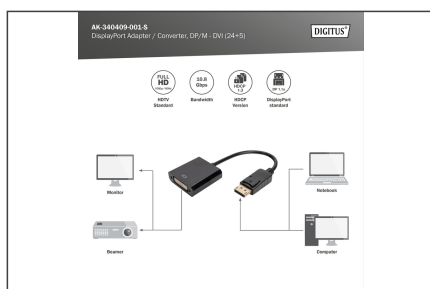 AK-340409-001-S
DisplayPort Adapter / Converter, DP/M - DVI (24+5)
DIGITUS®
FULL
HD
HDTV
Standard
10.8
Gbps
Bandwidth
HDCP
1.3
HDCP
Version
DP 1.1a
DisplayPort
standard
Monitor
Notebook
Beamer
Computer